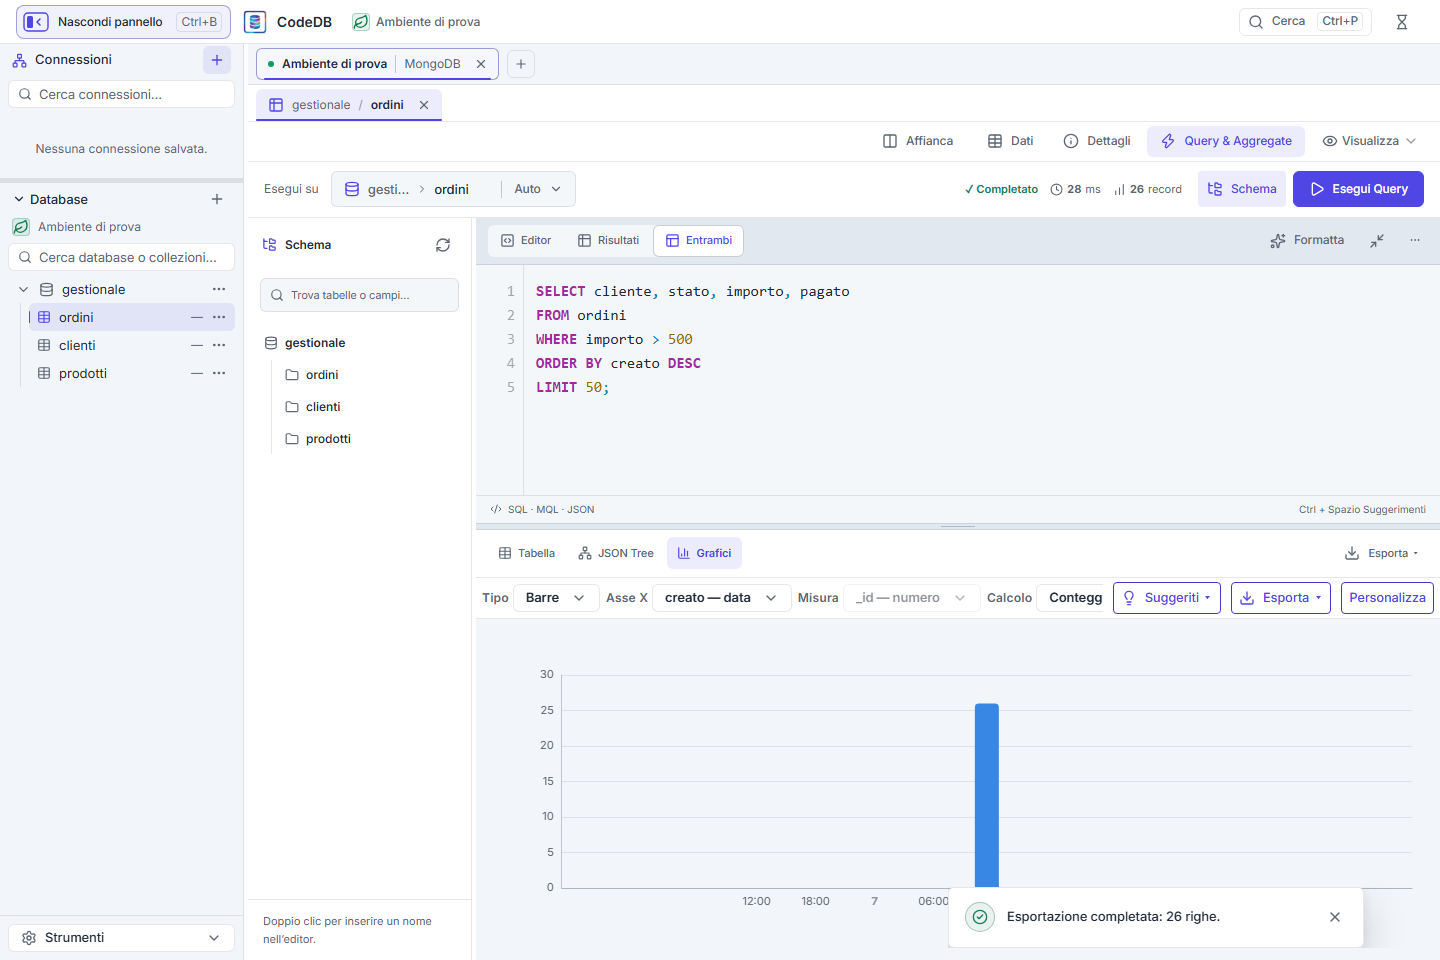 Nascondi pannello Ctrl+B
CodeDB
Ambiente di prova
Cerca Ctrl+P
Connessioni
Cerca connessioni...
Nessuna connessione salvata.
Database
Ambiente di prova
Cerca database o collezioni...
gestionale
ordini
clienti
prodotti
Strumenti
Ambiente di prova MongoDB
gestionale / ordini
Affianca
Dati
Dettagli
Query & Aggregate
Visualizza
Esegui su
gesti... ordini Auto
Completato
28 ms
26 record
Schema
Esegui Query
Schema
Trova tabelle o campi...
gestionale
ordini
clienti
prodotti
Doppio clic per inserire un nome
nell'editor.
Editor
Risultati
Entrambi
Formatta
1 SELECT cliente, stato, importo, pagato
2 FROM ordini
3 WHERE importo > 500
4 ORDER BY creato DESC
5 LIMIT 50;
SQL · MQL · JSON
Ctrl + Spazio Suggerimenti
Tabella
JSON Tree
Grafici
Esporta
Tipo Barre
Asse X creato — data
Misura _id — numero
Calcolo Contegg
Suggeriti
Esporta
Personalizza
30
25
20
15
10
5
0
12:00 18:00 7 06:00
Esportazione completata: 26 righe.